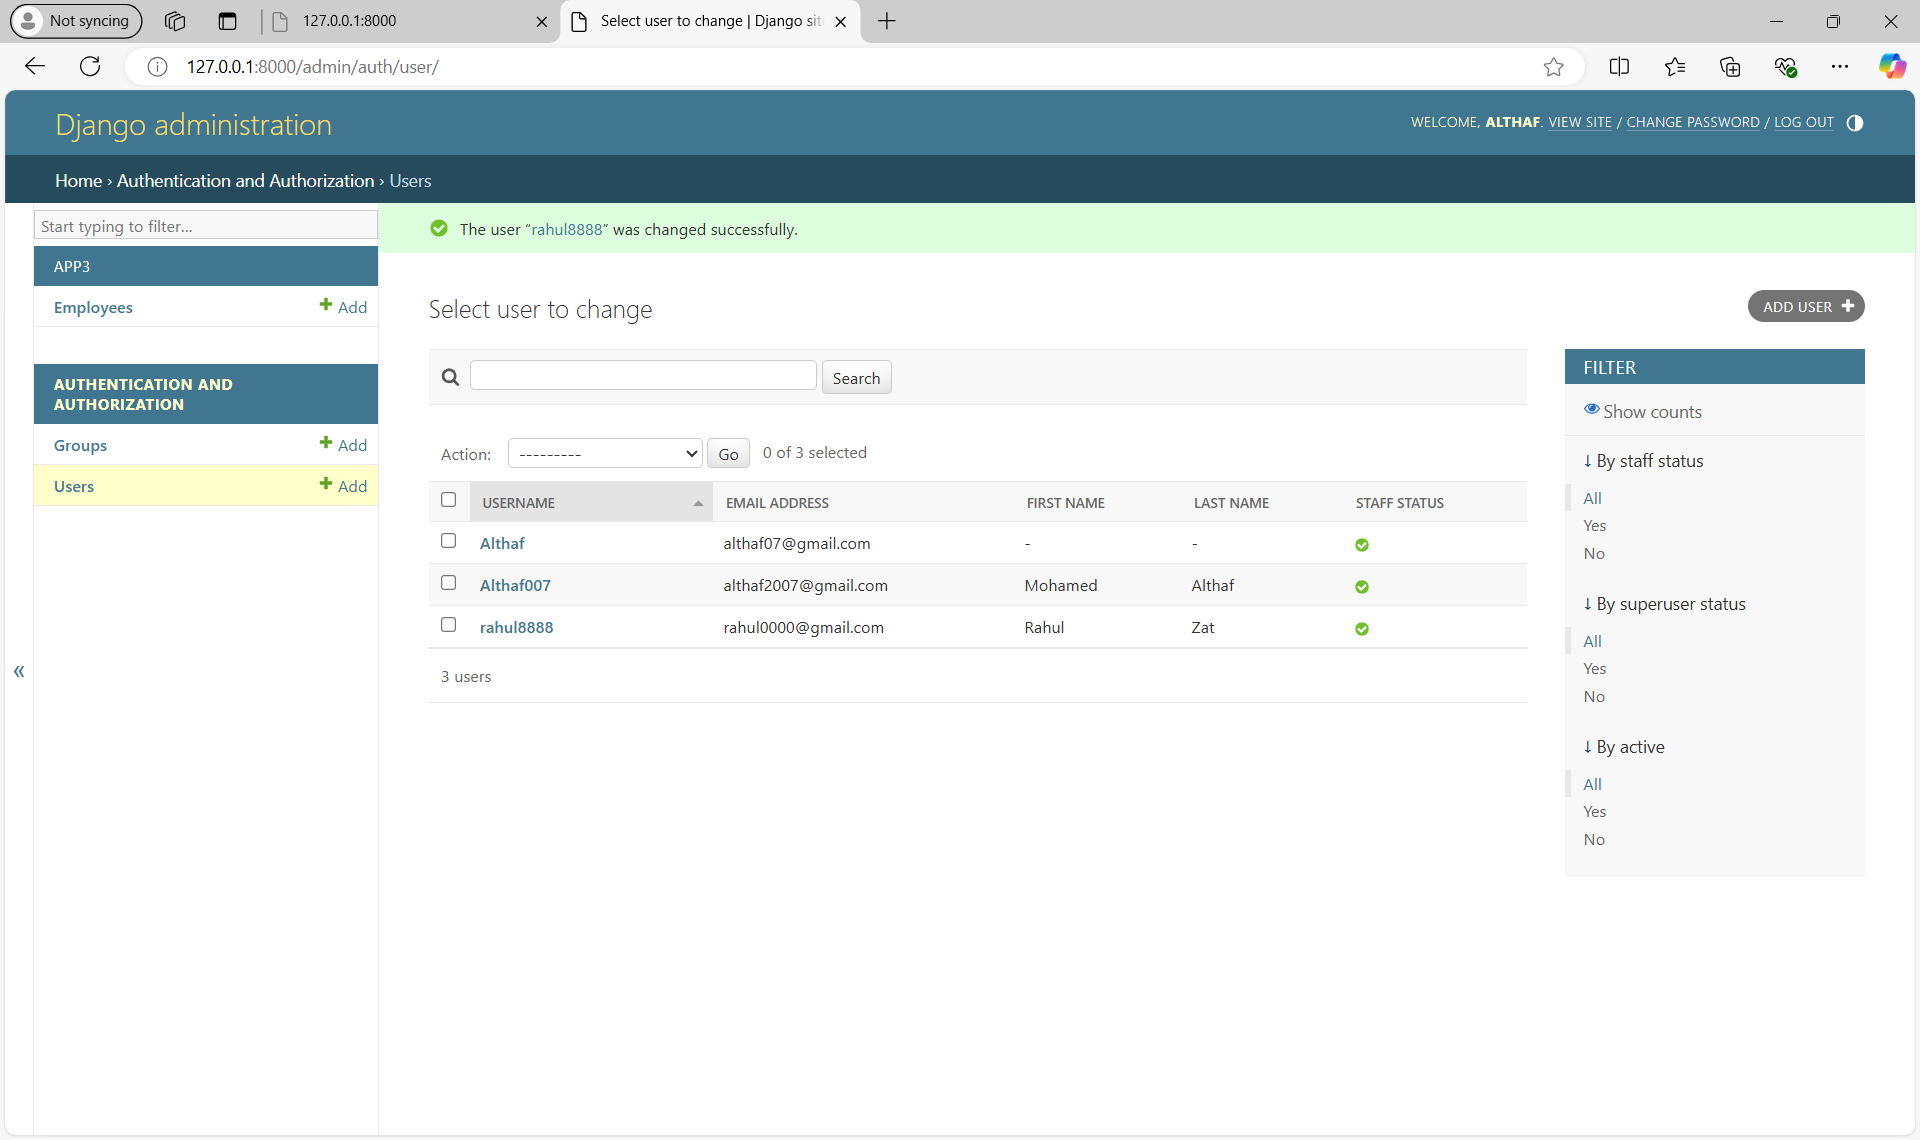 Not syncing
127.0.0.1:8000
Select user to change | Django sit
127.0.0.1:8000/admin/auth/user/
Django administration
WELCOME, ALTHAF. VIEW SITE / CHANGE PASSWORD / LOG OUT
Home › Authentication and Authorization › Users
Start typing to filter...
APP3
Employees
Add
AUTHENTICATION AND
AUTHORIZATION
Groups
Add
Users
Add
«
The user “rahul8888” was changed successfully.
Select user to change
ADD USER
Search
Action: --------- Go 0 of 3 selected
USERNAME EMAIL ADDRESS FIRST NAME LAST NAME STAFF STATUS
Althaf althaf07@gmail.com - -
Althaf007 althaf2007@gmail.com Mohamed Althaf
rahul8888 rahul0000@gmail.com Rahul Zat
3 users
FILTER
Show counts
↓ By staff status
All
Yes
No
↓ By superuser status
All
Yes
No
↓ By active
All
Yes
No